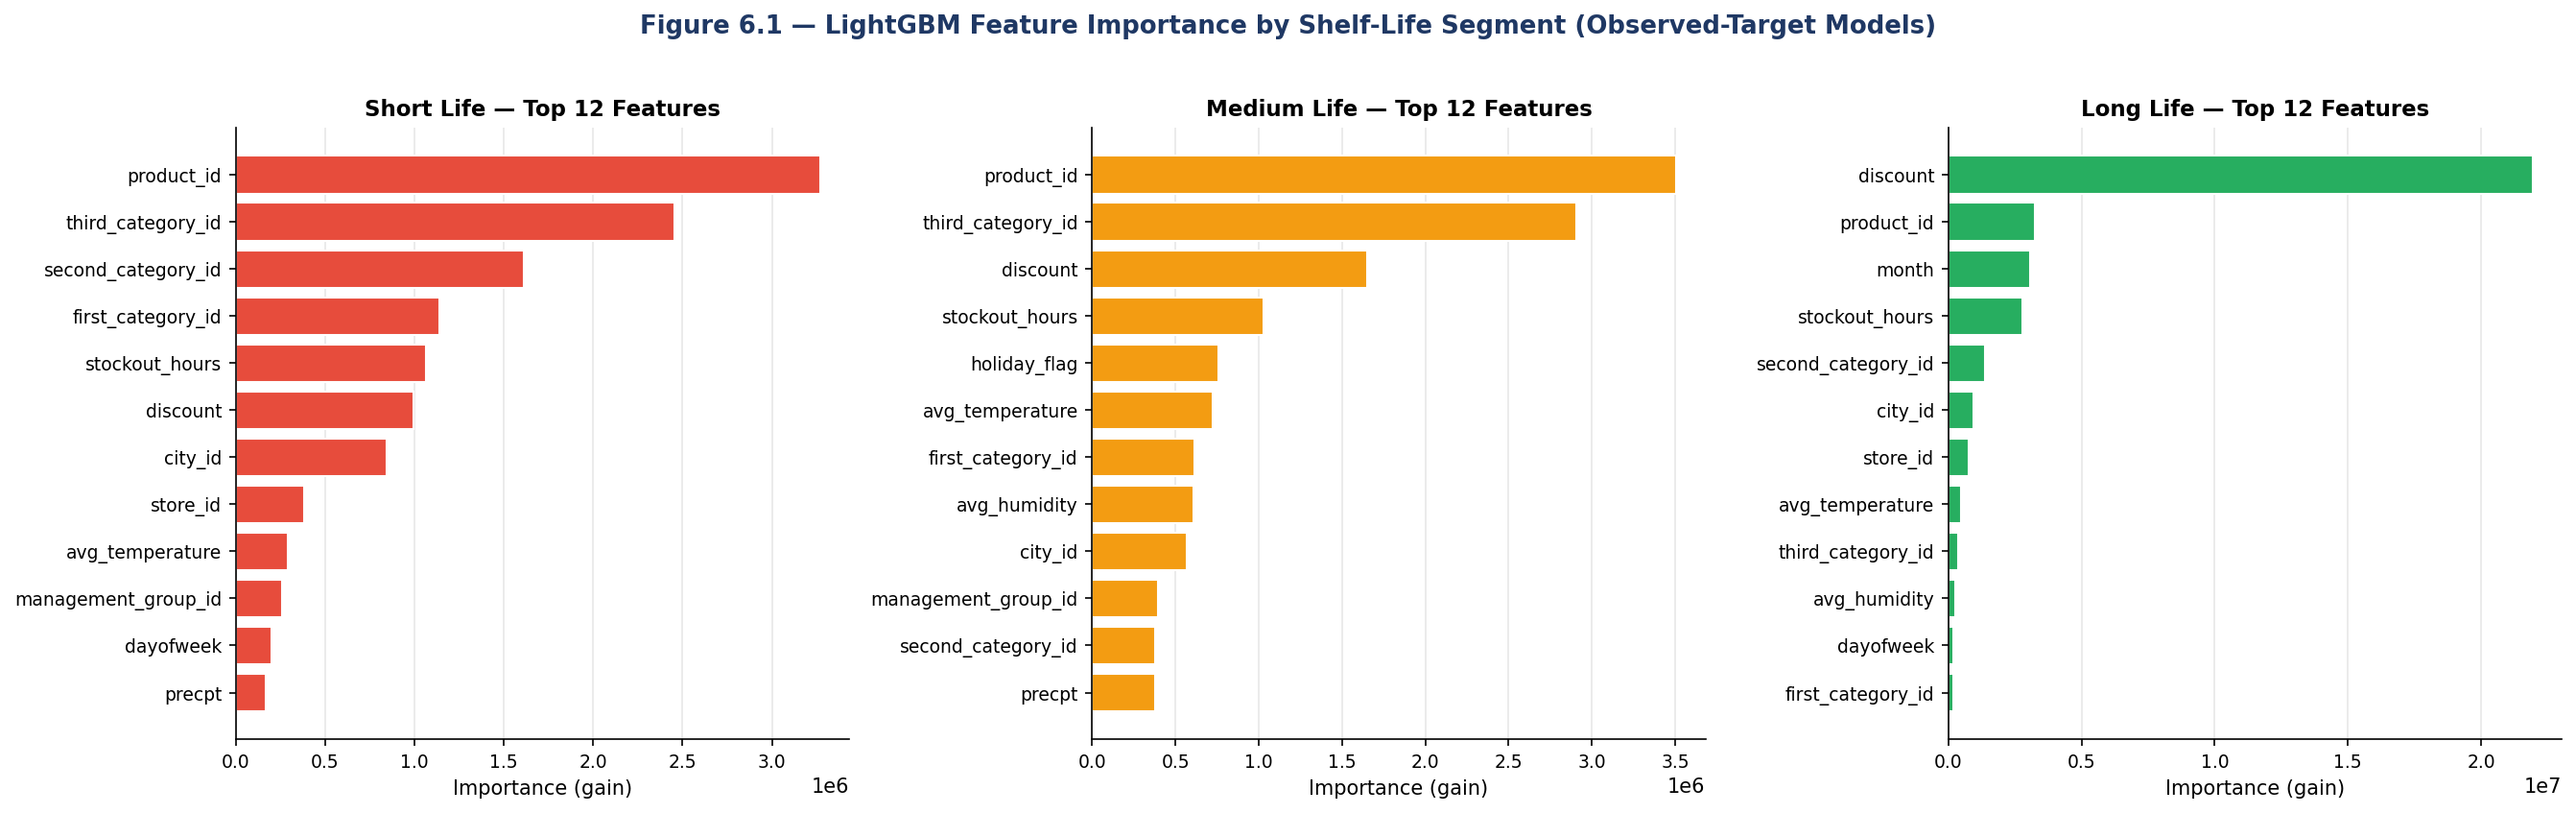 Figure 6.1 — LightGBM Feature Importance by Shelf-Life Segment (Observed-Target Models)
Short Life — Top 12 Features
product_id
third_category_id
second_category_id
first_category_id
stockout_hours
discount
city_id
store_id
avg_temperature
management_group_id
dayofweek
precpt
0.0 0.5 1.0 1.5 2.0 2.5 3.0
Importance (gain)
1e6
Medium Life — Top 12 Features
product_id
third_category_id
discount
stockout_hours
holiday_flag
avg_temperature
first_category_id
avg_humidity
city_id
management_group_id
second_category_id
precpt
0.0 0.5 1.0 1.5 2.0 2.5 3.0 3.5
Importance (gain)
1e6
Long Life — Top 12 Features
discount
product_id
month
stockout_hours
second_category_id
city_id
store_id
avg_temperature
third_category_id
avg_humidity
dayofweek
first_category_id
0.0 0.5 1.0 1.5 2.0
Importance (gain)
1e7